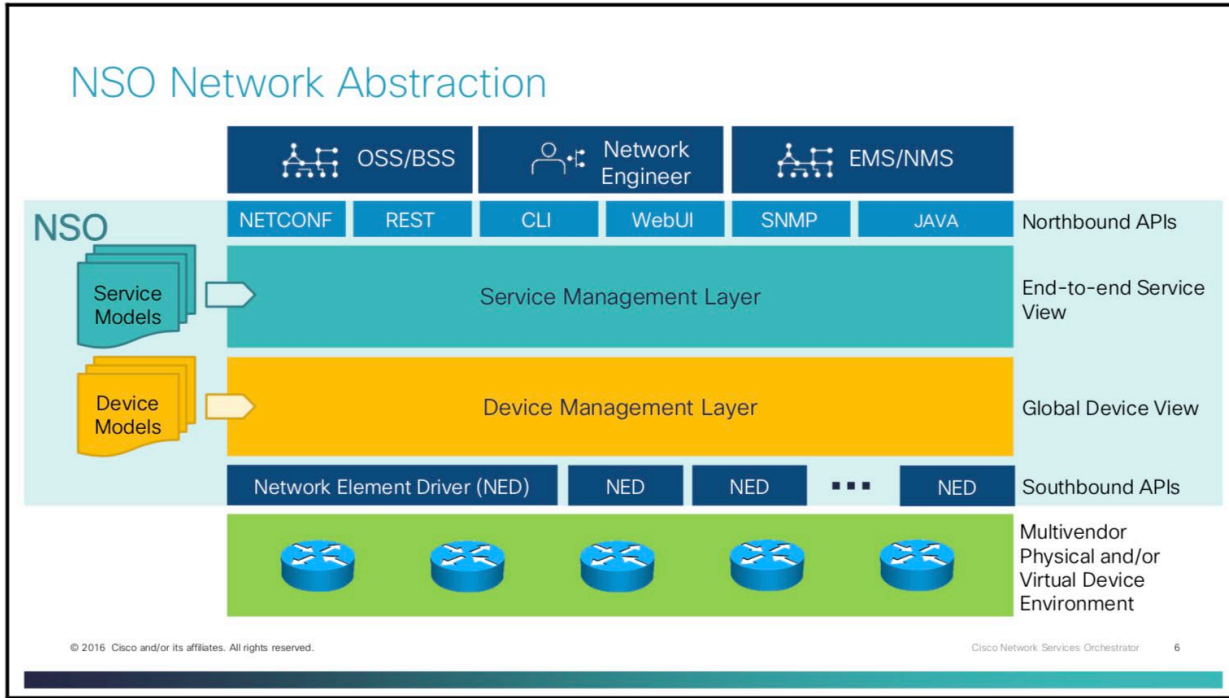 NSO Network Abstraction
OSS/BSS
Network
Engineer
EMS/NMS
NSO
NETCONF
REST
CLI
WebUI
SNMP
JAVA
Northbound APIs
Service
Models
Service Management Layer
End-to-end Service
View
Device
Models
Device Management Layer
Global Device View
Network Element Driver (NED)
NED
NED
NED
Southbound APIs
Multivendor
Physical and/or
Virtual Device
Environment
© 2016 Cisco and/or its affiliates. All rights reserved.
Cisco Network Services Orchestrator
6